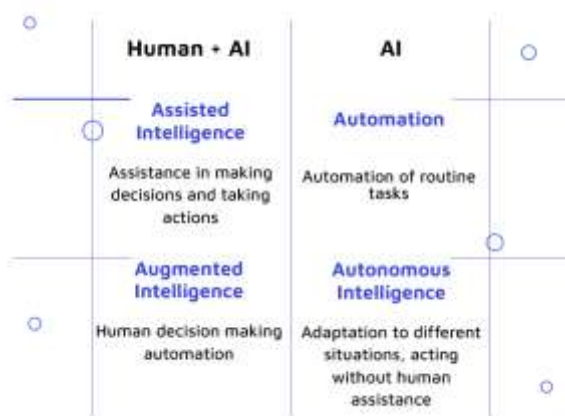 Human + AI
AI
Assisted
Intelligence
Automation
Assistance in making
decisions and taking
actions
Automation of routine
tasks
Augmented
Intelligence
Autonomous
Intelligence
Human decision making
automation
Adaptation to different
situations, acting
without human
assistance